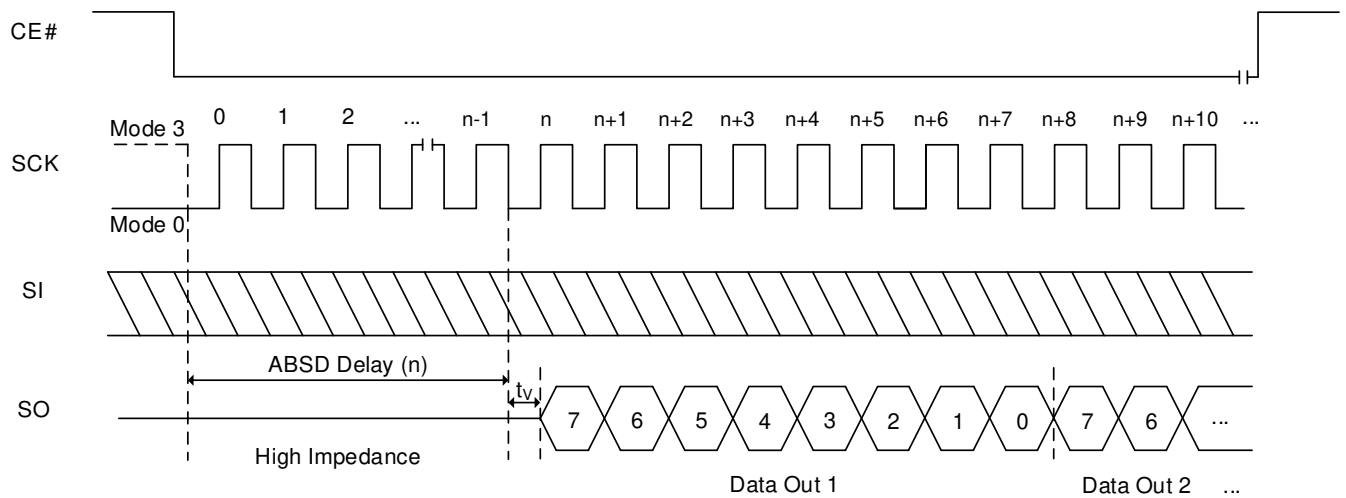 CE#
0 1 2 ... n-1 n n+1 n+2 n+3 n+4 n+5 n+6 n+7 n+8 n+9 n+10 ...
Mode 3
SCK
Mode 0
SI
ABSD Delay (n)
tV
SO
7 6 5 4 3 2 1 0 7 6 ...
High Impedance
Data Out 1 Data Out 2 ...